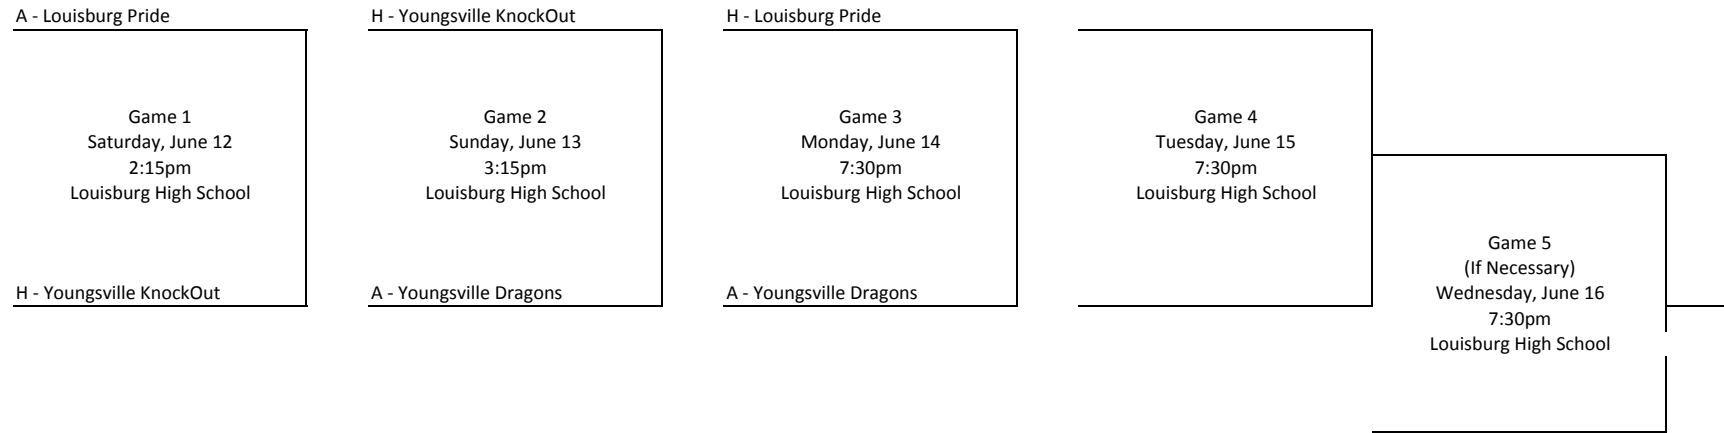 A - Louisburg Pride
Game 1
Saturday, June 12
2:15pm
Louisburg High School
H - Youngsville KnockOut
H - Youngsville KnockOut
Game 2
Sunday, June 13
3:15pm
Louisburg High School
A - Youngsville Dragons
H - Louisburg Pride
Game 3
Monday, June 14
7:30pm
Louisburg High School
A - Youngsville Dragons
Game 4
Tuesday, June 15
7:30pm
Louisburg High School
Game 5
(If Necessary)
Wednesday, June 16
7:30pm
Louisburg High School